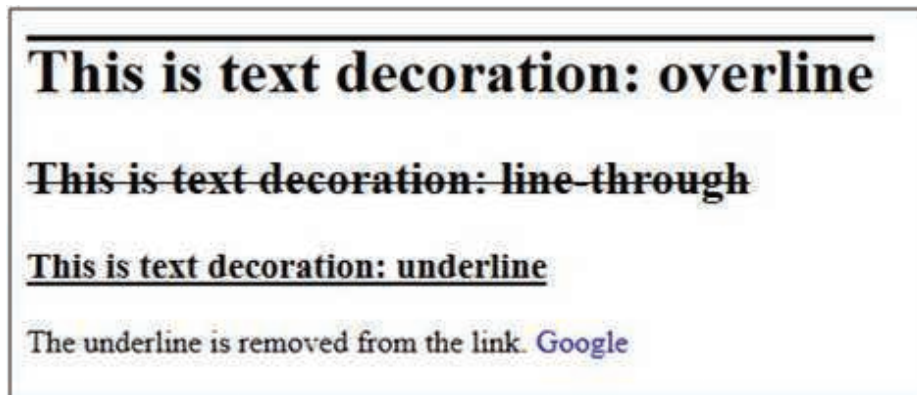 This is text decoration: overline
This is text decoration: line-through
This is text decoration: underline
The underline is removed from the link. Google